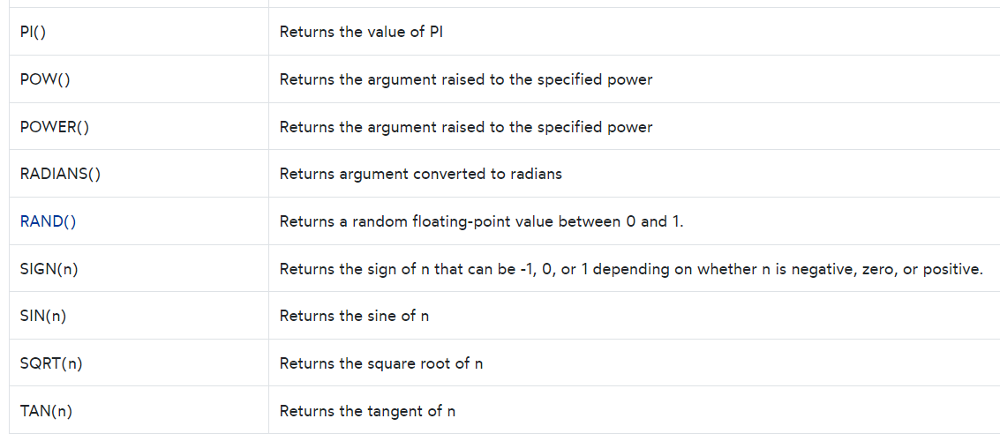 PI() Returns the value of PI
POW() Returns the argument raised to the specified power
POWER() Returns the argument raised to the specified power
RADIANS() Returns argument converted to radians
RAND() Returns a random floating-point value between 0 and 1.
SIGN(n) Returns the sign of n that can be -1, 0, or 1 depending on whether n is negative, zero, or positive.
SIN(n) Returns the sine of n
SQRT(n) Returns the square root of n
TAN(n) Returns the tangent of n